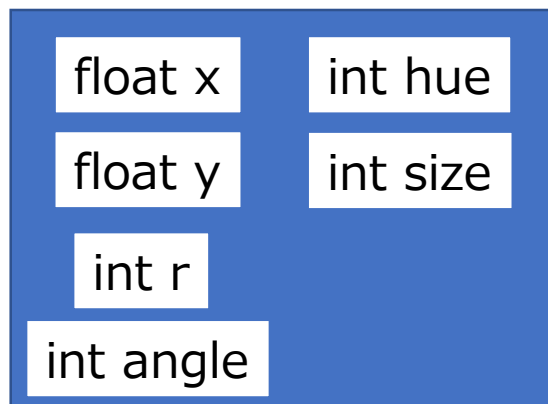 float x
float y
int r
int angle
int hue
int size